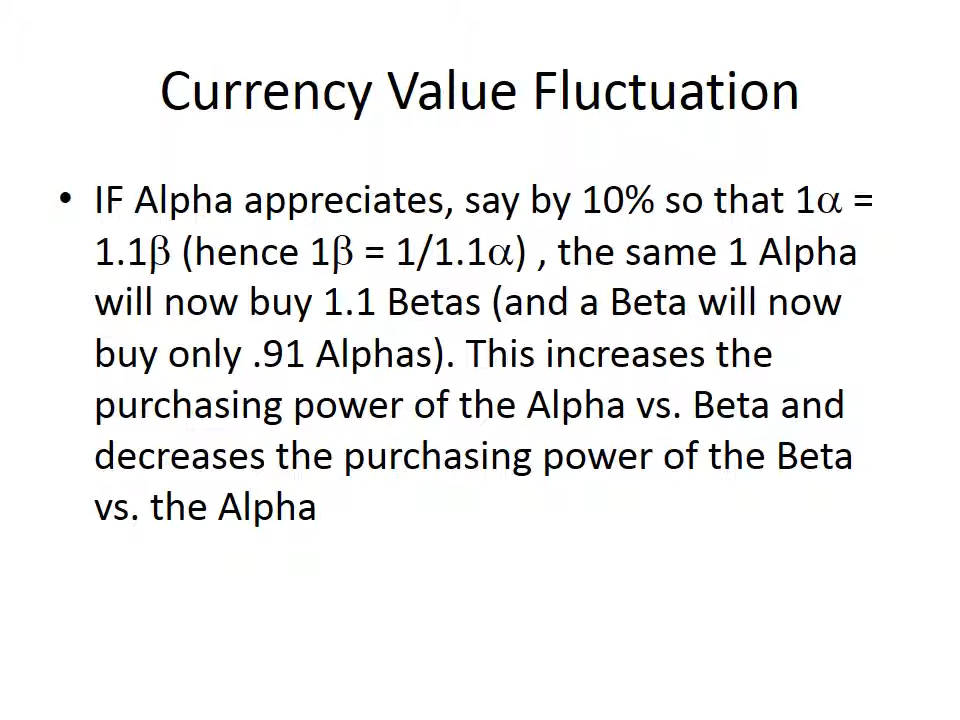 Currency Value Fluctuation
• IF Alpha appreciates, say by 10% so that 1α =
1.1β (hence 1β = 1/1.1α) , the same 1 Alpha
will now buy 1.1 Betas (and a Beta will now
buy only .91 Alphas). This increases the
purchasing power of the Alpha vs. Beta and
decreases the purchasing power of the Beta
vs. the Alpha